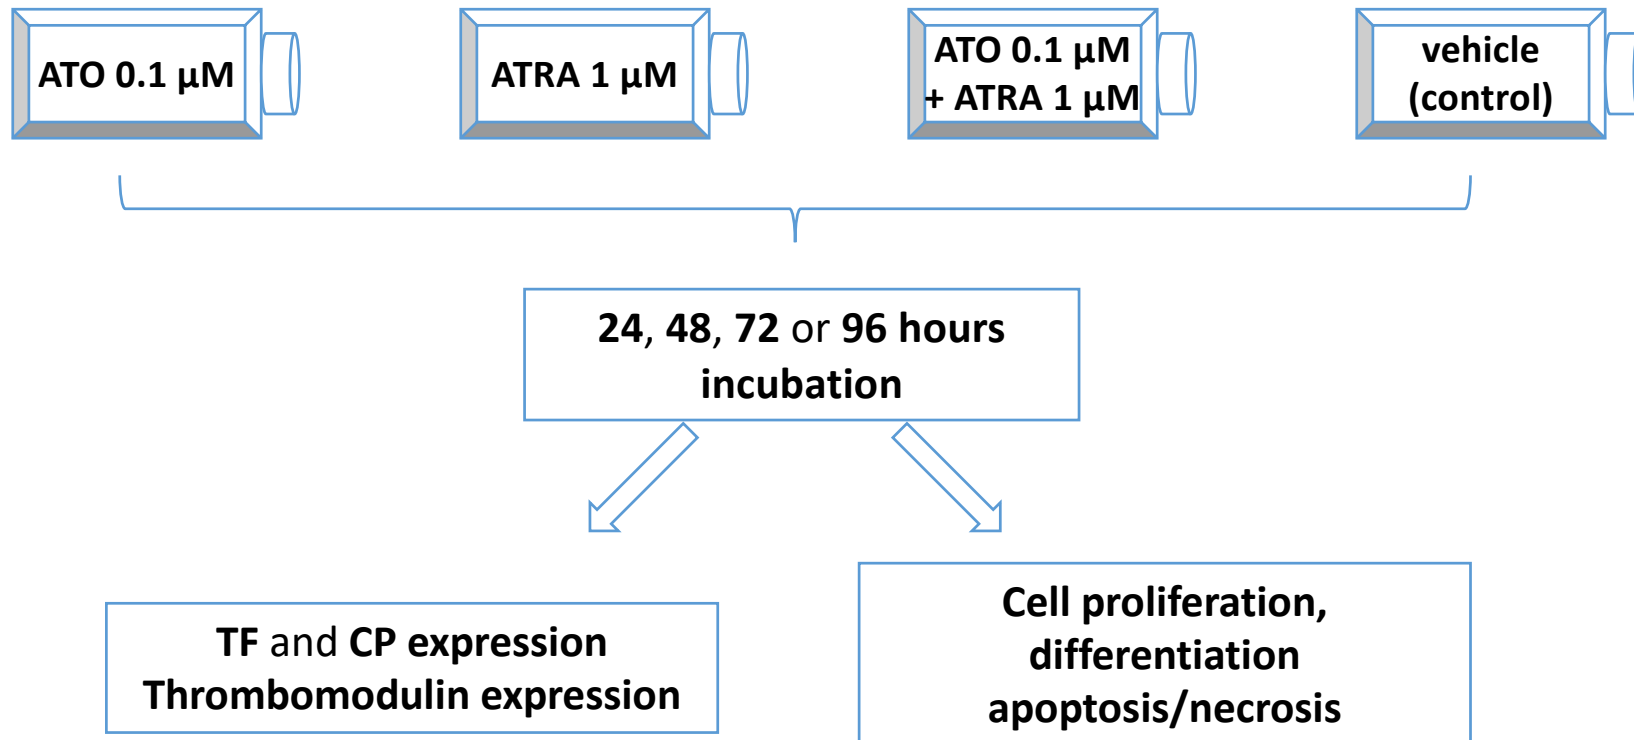 ATO 0.1 µM
ATRA 1 µM
ATO 0.1 µM
+ ATRA 1 µM
vehicle
(control)
24, 48, 72 or 96 hours
incubation
TF and CP expression
Thrombomodulin expression
Cell proliferation,
differentiation
apoptosis/necrosis